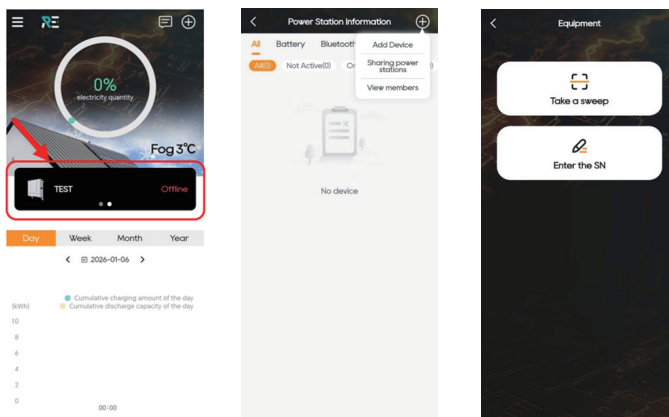 RE
0%
electricity quantity
Fog 3°C
TEST
Offline
Day Week Month Year
2026-01-06
Cumulative charging amount of the day
(kWh) Cumulative discharge capacity of the day
10
8
6
4
2
0
00:00
Power Station Information
All Battery Bluetooth
All(0) Not Active(0)
Add Device
Sharing power
stations
View members
No device
Equipment
Take a sweep
Enter the SN